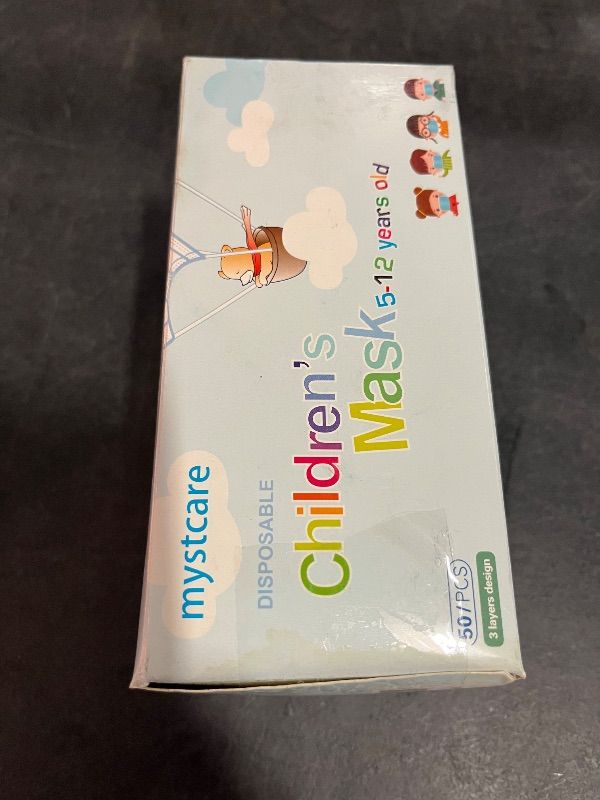 mystcare
DISPOSABLE
Children's
Mask 5-12 years old
50/PCS
3 layers design